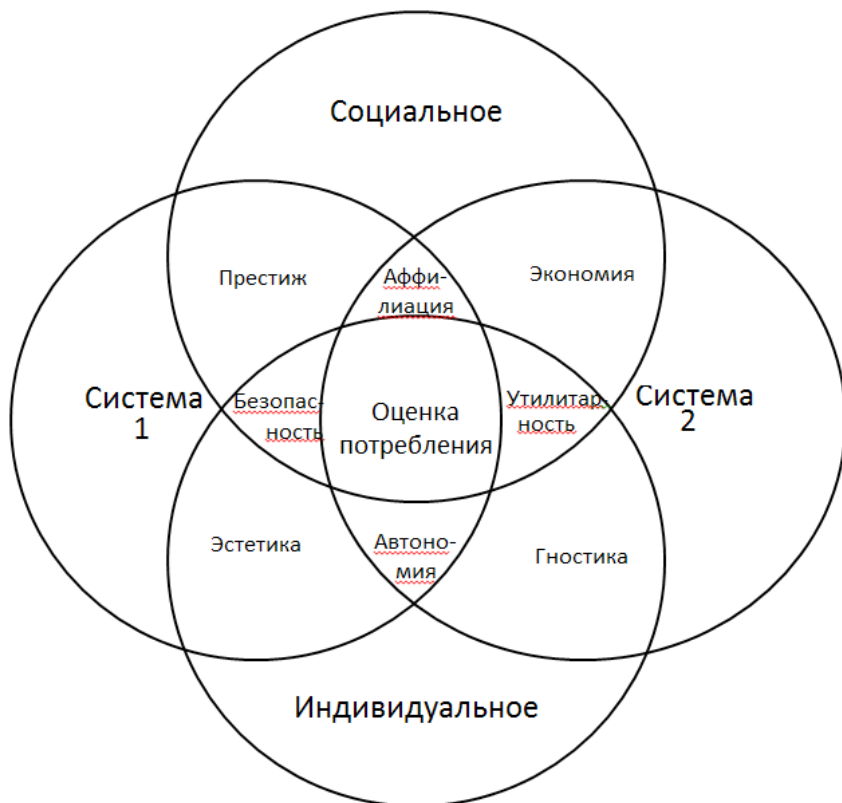 Социальное
Престиж
Аффи-
лиация
Экономия
Система
1
Безопас-
ность
Оценка
потребления
Утилитар-
ность
Система
2
Эстетика
Автоно-
мия
Гностика
Индивидуальное